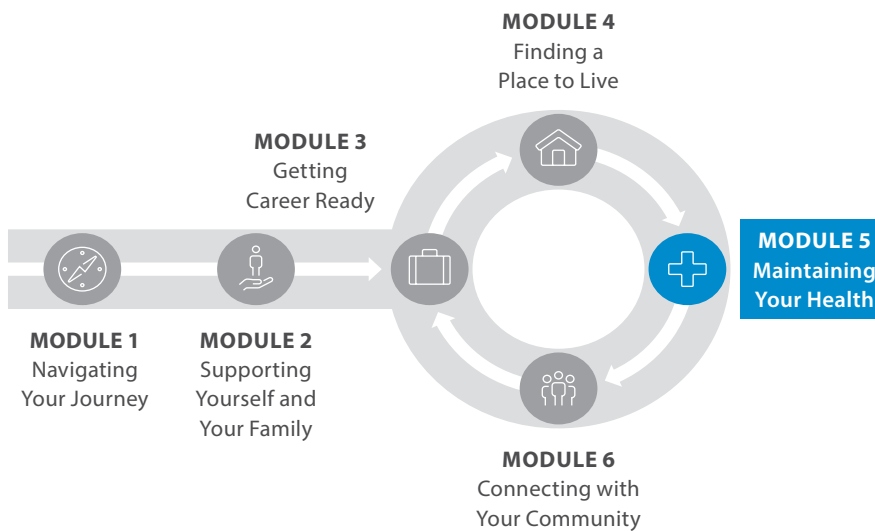 MODULE 1
Navigating
Your Journey
MODULE 2
Supporting
Yourself and
Your Family
MODULE 3
Getting
Career Ready
MODULE 4
Finding a
Place to Live
MODULE 5
Maintaining
Your Health
MODULE 6
Connecting with
Your Community